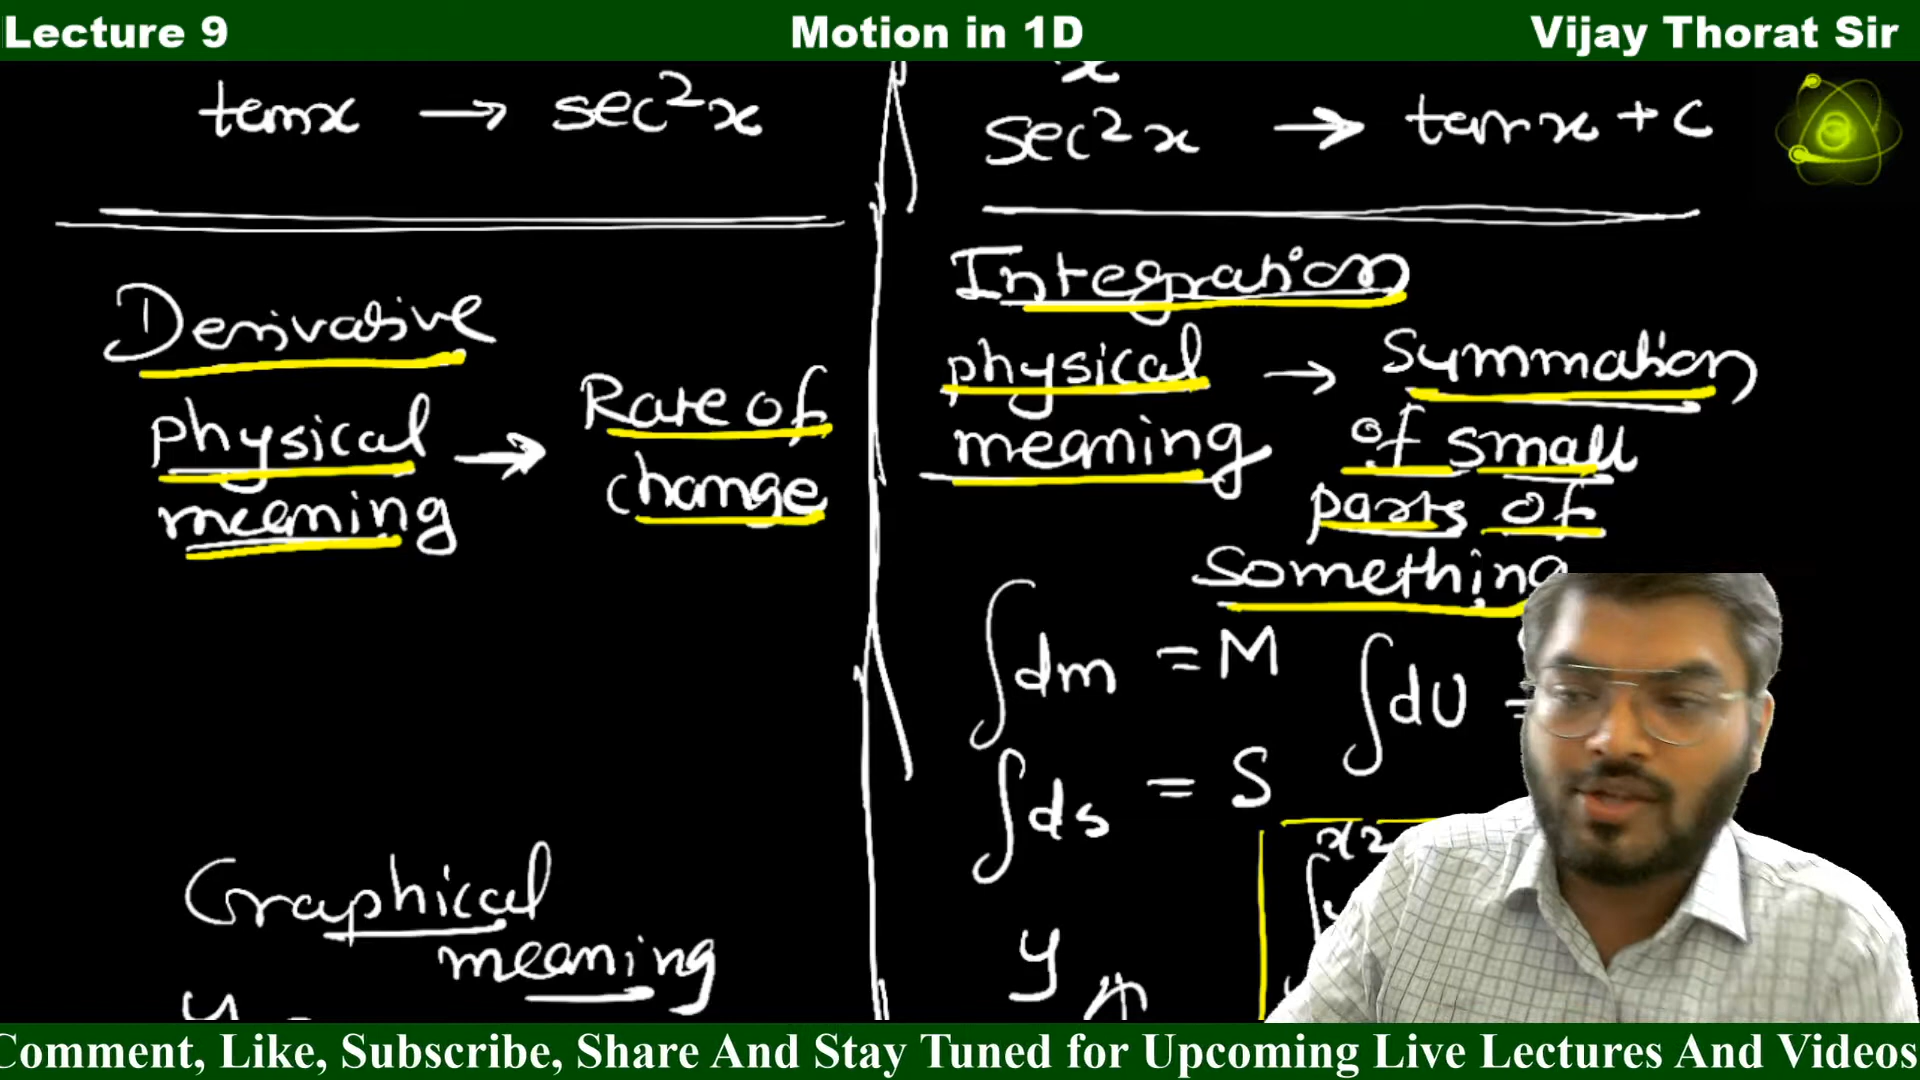 Lecture 9
Motion in 1D
Vijay Thorat Sir
tanx → sec²x
Derivative
physical → Rate of
meaning change
Graphical
meaning
y
x
sec²x → tanx + c
Integration
physical → Summation
meaning of small
parts of
something
∫dm = M ∫dU =
∫ds = S
x2
∫
y
Comment, Like, Subscribe, Share And Stay Tuned for Upcoming Live Lectures And Videos